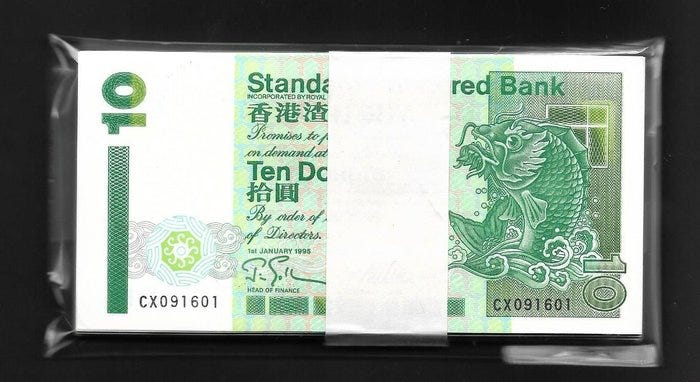 10
Standa red Bank
INCORPORATED BY ROYAL
香港渣
Promises to p
on demand at
Ten Do
拾圓
By order of
of Directors.
1st JANUARY 1995
HEAD OF FINANCE
CX091601 CX091601
10